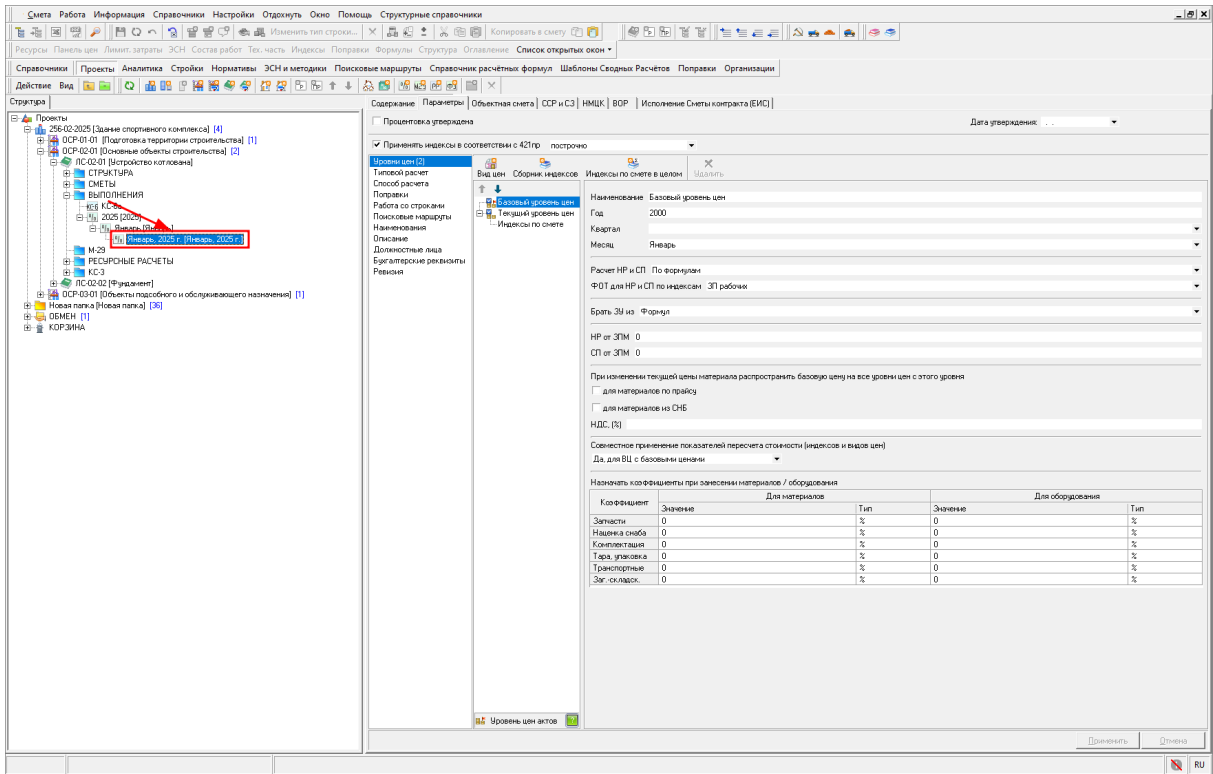 Смета Работа Информация Справочники Настройки Отдохнуть Окно Помощь Структурные справочники
Изменить тип строки... Копировать в смету
Ресурсы Панель цен Лимит. затраты ЭСН Состав работ Тех. часть Индексы Поправки Формулы Структура Оглавление Список открытых окон
Справочники Проекты Аналитика Стройки Нормативы ЭСН и методики Поисковые маршруты Справочник расчётных формул Шаблоны Сводных Расчётов Поправки Организации
Действие Вид
Структура
Проекты
256-02-2025 [Здание спортивного комплекса] [4]
ОСР-01-01 [Подготовка территории строительства] [1]
ОСР-02-01 [Основные объекты строительства] [2]
ЛС-02-01 [Устройство котлована]
СТРУКТУРА
СМЕТЫ
ВЫПОЛНЕНИЯ
КС-6а
2025 [2025]
Январь [Январь]
Январь, 2025 г. [Январь, 2025 г.]
М-29
РЕСУРСНЫЕ РАСЧЕТЫ
КС-3
ЛС-02-02 [Фундамент]
ОСР-03-01 [Объекты подсобного и обслуживающего назначения] [1]
Новая папка [Новая папка] [36]
ОБМЕН [1]
КОРЗИНА
Содержание Параметры Объектная смета ССР и СЗ НМЦК ВОР Исполнение Сметы контракта (ЕИС)
Процентовка утверждена Дата утверждения: . .
Применять индексы в соответствии с 421пр построчно
Уровни цен [2]
Типовой расчет
Способ расчета
Поправки
Работа со строками
Поисковые маршруты
Наименования
Описание
Должностные лица
Бухгалтерские реквизиты
Ревизия
Вид цен Сборник индексов Индексы по смете в целом Удалить
Базовый уровень цен
Текущий уровень цен
Индексы по смете
Уровень цен актов
Наименование Базовый уровень цен
Год 2000
Квартал
Месяц Январь
Расчет НР и СП По формулам
ФОТ для НР и СП по индексам ЗП рабочих
Брать ЗУ из Формул
НР от ЗПМ 0
СП от ЗПМ 0
При изменении текущей цены материала распространить базовую цену на все уровни цен с этого уровня
для материалов по прайсу
для материалов из СНБ
НДС, (%)
Совместное применение показателей пересчета стоимости (индексов и видов цен)
Да, для ВЦ с базовыми ценами
Назначать коэффициенты при занесении материалов / оборудования
Коэффициент Для материалов Для оборудования
Значение Тип Значение Тип
Запчасти 0 % 0 %
Наценка снаба 0 % 0 %
Комплектация 0 % 0 %
Тара, упаковка 0 % 0 %
Транспортные 0 % 0 %
Заг.-складск. 0 % 0 %
Применить Отмена
RU